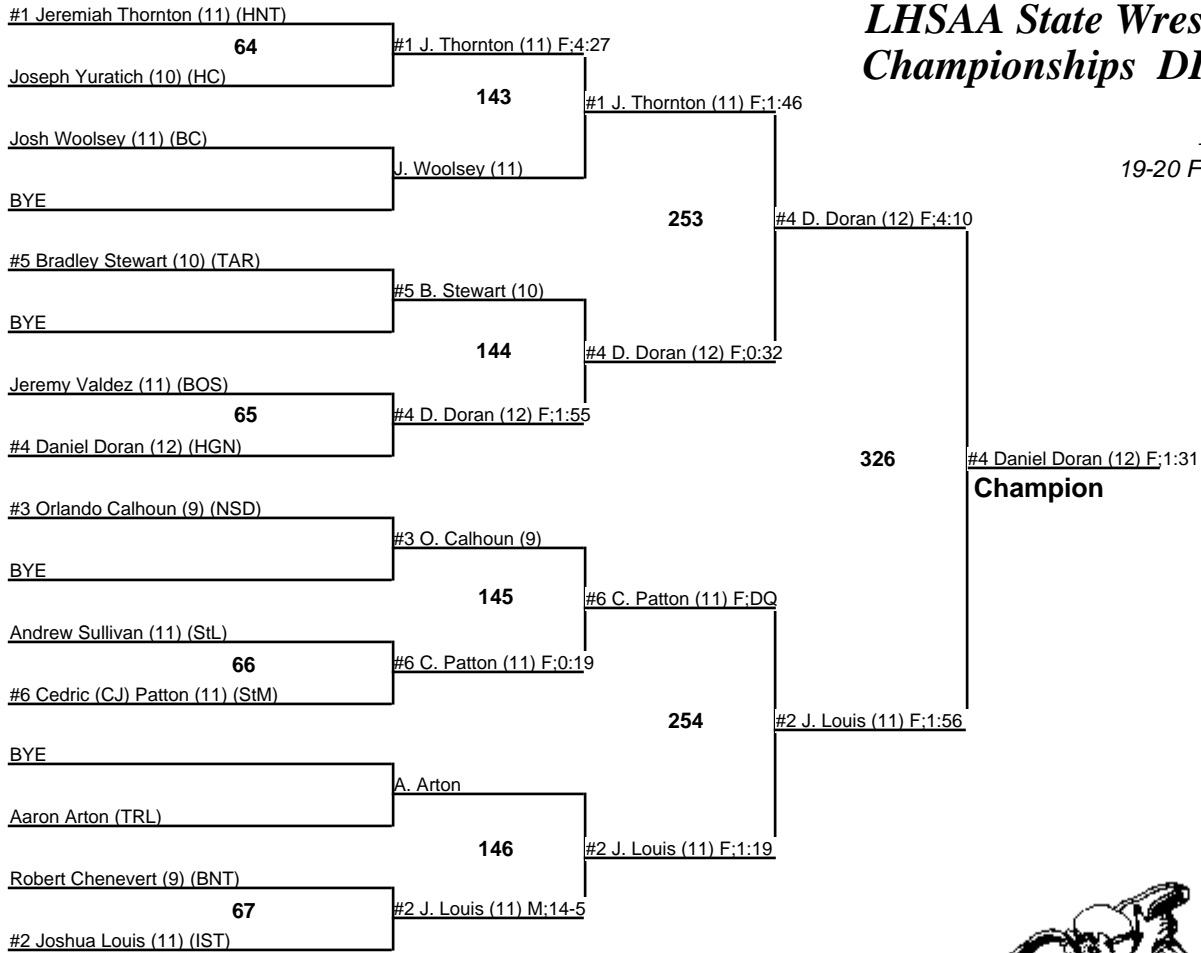 LHSAA State Wres
Championships DI
19-20 F
#1 Jeremiah Thornton (11) (HNT)
64
Joseph Yuratich (10) (HC)
#1 J. Thornton (11) F;4:27
143
Josh Woolsey (11) (BC)
BYE
J. Woolsey (11)
#1 J. Thornton (11) F;1:46
253
#5 Bradley Stewart (10) (TAR)
BYE
#5 B. Stewart (10)
144
Jeremy Valdez (11) (BOS)
65
#4 Daniel Doran (12) (HGN)
#4 D. Doran (12) F;1:55
#4 D. Doran (12) F;0:32
#4 D. Doran (12) F;4:10
326
#3 Orlando Calhoun (9) (NSD)
BYE
#3 O. Calhoun (9)
145
Andrew Sullivan (11) (StL)
66
#6 Cedric (CJ) Patton (11) (StM)
#6 C. Patton (11) F;0:19
#6 C. Patton (11) F;DQ
254
BYE
Aaron Arton (TRL)
A. Arton
146
Robert Chenevert (9) (BNT)
67
#2 Joshua Louis (11) (IST)
#2 J. Louis (11) M;14-5
#2 J. Louis (11) F;1:19
#2 J. Louis (11) F;1:56
#4 Daniel Doran (12) F;1:31
Champion